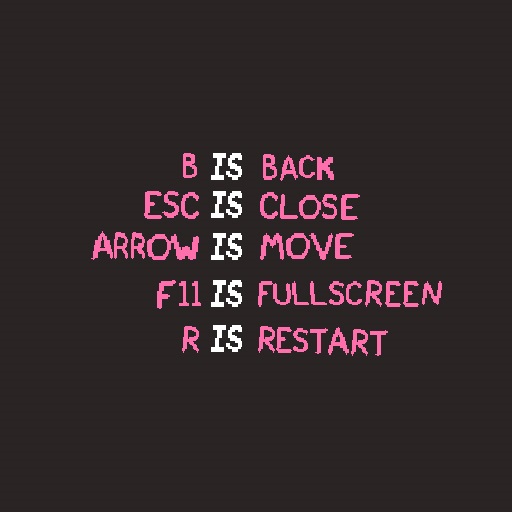 B IS BACK
ESC IS CLOSE
ARROW IS MOVE
F11 IS FULLSCREEN
R IS RESTART